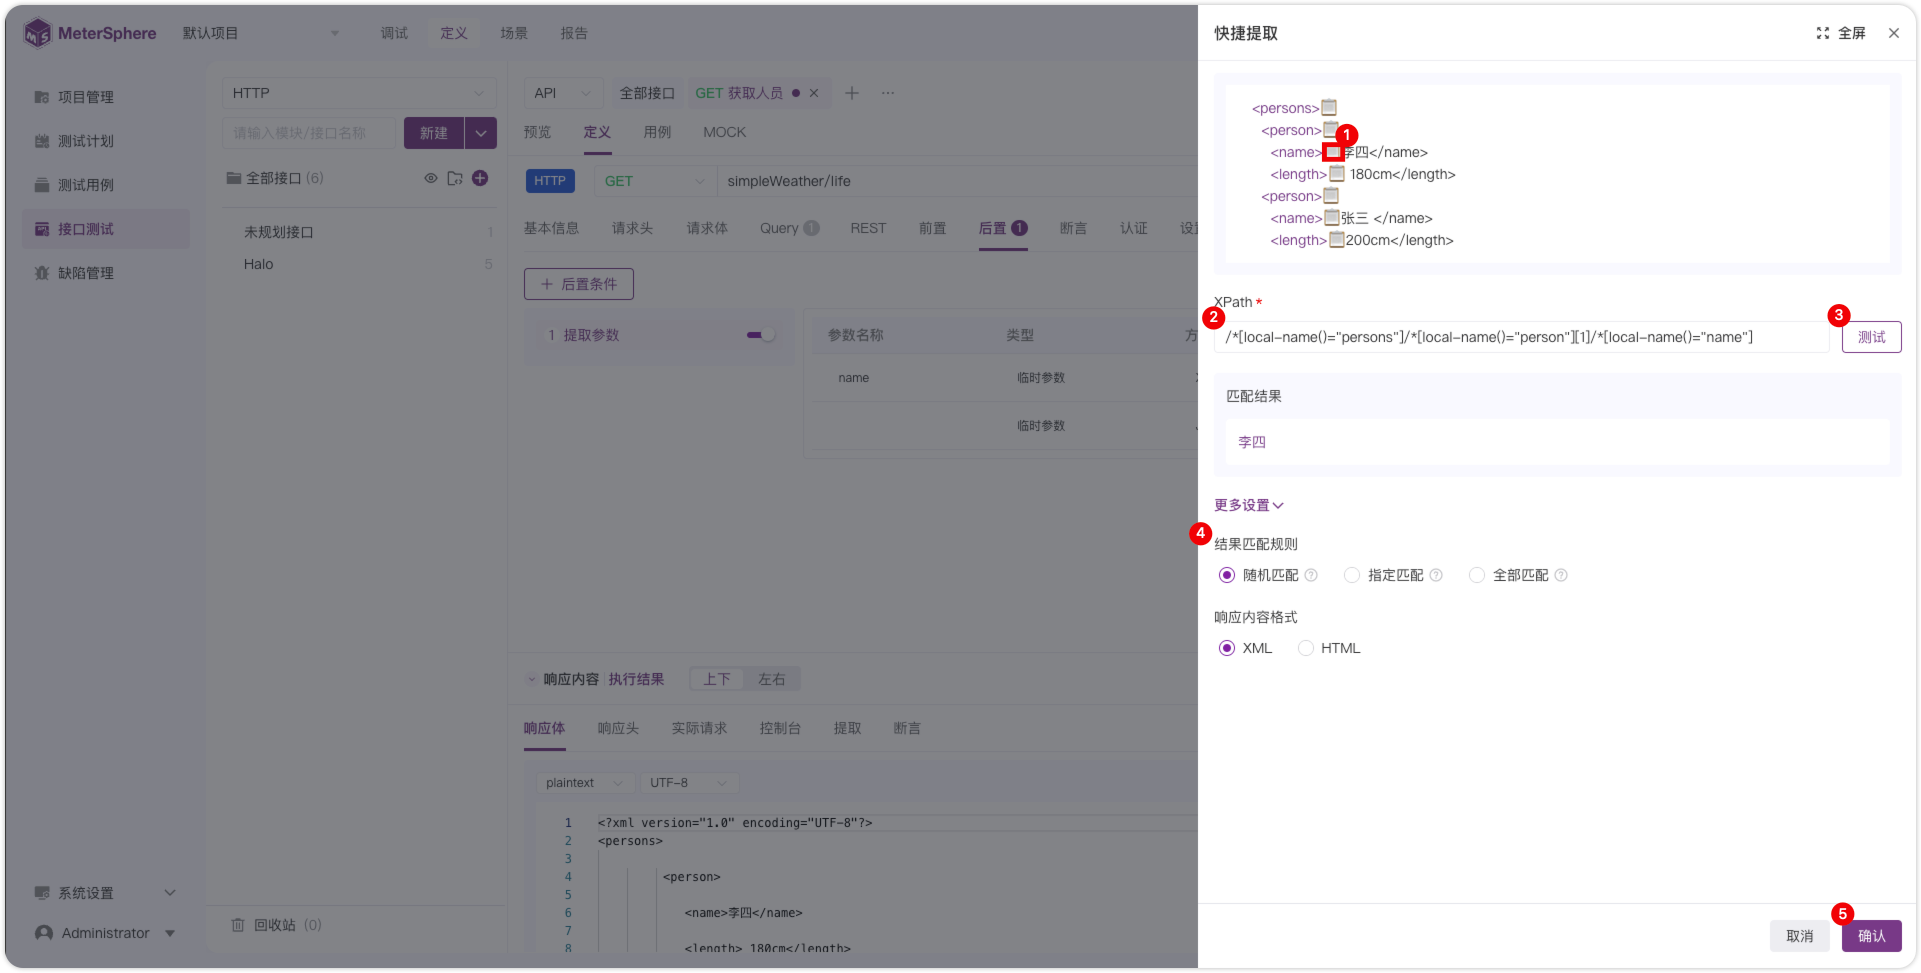 MeterSphere 默认项目 调试 定义 场景 报告
项目管理
测试计划
测试用例
接口测试
缺陷管理
系统设置
Administrator
HTTP
请输入模块/接口名称 新建
全部接口 (6)
未规划接口 1
Halo 5
回收站 (0)
API 全部接口 GET 获取人员
预览 定义 用例 MOCK
HTTP GET simpleWeather/life
基本信息 请求头 请求体 Query 1 REST 前置 后置 1 断言 认证
+ 后置条件
1 提取参数
参数名称 类型 方
name 临时参数
临时参数
响应内容 执行结果 上下 左右
响应体 响应头 实际请求 控制台 提取 断言
plaintext UTF-8
1 <?xml version="1.0" encoding="UTF-8"?>
2 <persons>
3
4 <person>
5
6 <name>李四</name>
7
8 <length> 180cm</length>
快捷提取 全屏
<persons>
<person>
1
<name>李四</name>
<length> 180cm</length>
<person>
<name>张三 </name>
<length>200cm</length>
XPath *
2
/*[local-name()="persons"]/*[local-name()="person"][1]/*[local-name()="name"]
3
测试
匹配结果
李四
更多设置
4
结果匹配规则
随机匹配 ? 指定匹配 ? 全部匹配 ?
响应内容格式
XML HTML
5
取消 确认